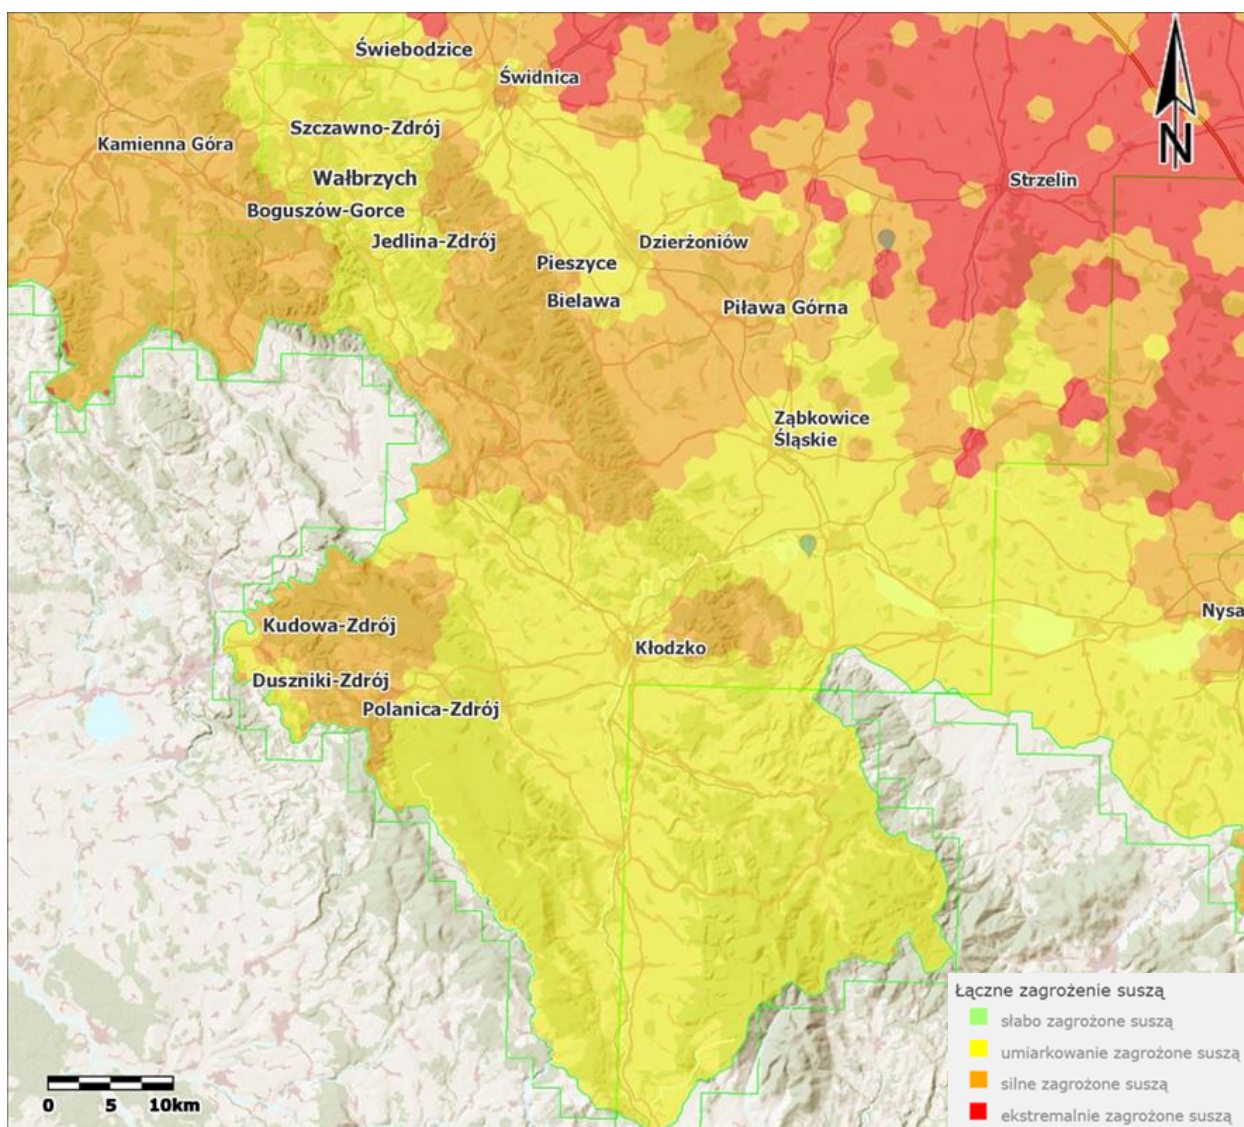 Świebodzice
Świdnica
Szczawno-Zdrój
Kamienna Góra
Wałbrzych
Strzelin
Boguszów-Gorce
Jedlina-Zdrój
Dzierżoniów
Pieszyce
Bielawa
Piława Górna
Ząbkowice
Śląskie
Nysa
Kudowa-Zdrój
Kłodzko
Duszniki-Zdrój
Polanica-Zdrój
N
0 5 10km
Łączne zagrożenie suszą
słabo zagrożone suszą
umiarkowanie zagrożone suszą
silne zagrożone suszą
ekstremalnie zagrożone suszą